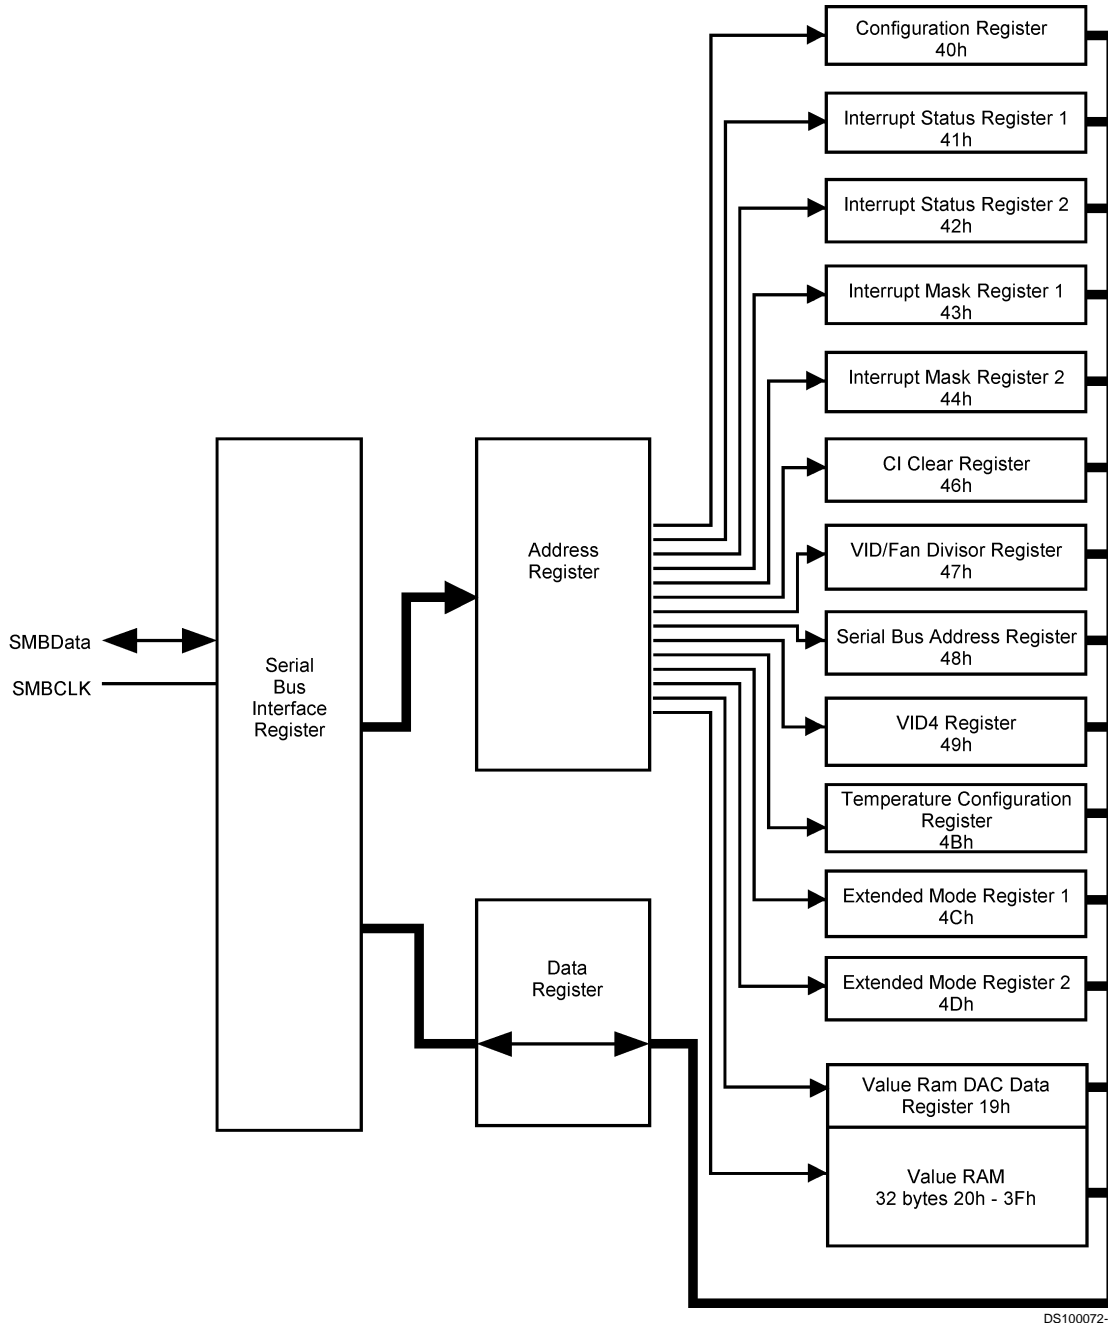 Configuration Register
40h
Interrupt Status Register 1
41h
Interrupt Status Register 2
42h
Interrupt Mask Register 1
43h
Interrupt Mask Register 2
44h
CI Clear Register
46h
VID/Fan Divisor Register
47h
Serial Bus Address Register
48h
VID4 Register
49h
Temperature Configuration
Register
4Bh
Extended Mode Register 1
4Ch
Extended Mode Register 2
4Dh
Value Ram DAC Data
Register 19h
Value RAM
32 bytes 20h - 3Fh
Address
Register
SMBData
SMBCLK
Serial
Bus
Interface
Register
Data
Register
DS100072-